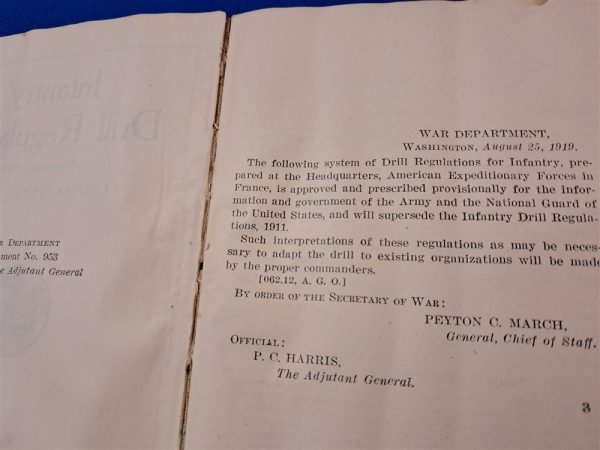 R DEPARTMENT
ment No. 953
he Adjutant General
WAR DEPARTMENT,
WASHINGTON, August 25, 1919.
The following system of Drill Regulations for Infantry, pre-
pared at the Headquarters, American Expeditionary Forces in
France, is approved and prescribed provisionally for the infor-
mation and government of the Army and the National Guard of
the United States, and will supersede the Infantry Drill Regula-
tions, 1911.
Such interpretations of these regulations as may be neces-
sary to adapt the drill to existing organizations will be made
by the proper commanders.
[062.12, A. G. O.]
BY ORDER OF THE SECRETARY OF WAR:
PEYTON C. MARCH,
General, Chief of Staff.
OFFICIAL:
P. C. HARRIS,
The Adjutant General.
3